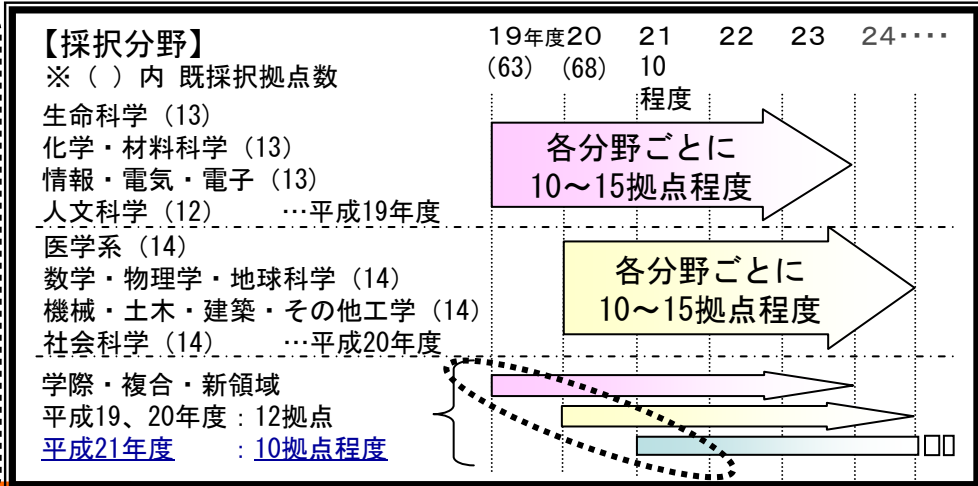 【採択分野】
※（ ）内 既採択拠点数
19年度20 21 22 23 24････
(63) (68) 10
程度
生命科学（13）
化学・材料科学（13）
情報・電気・電子（13）
人文科学（12） …平成19年度
各分野ごとに
10～15拠点程度
医学系（14）
数学・物理学・地球科学（14）
機械・土木・建築・その他工学（14）
社会科学（14） …平成20年度
各分野ごとに
10～15拠点程度
学際・複合・新領域
平成19、20年度：12拠点
平成21年度 ：10拠点程度